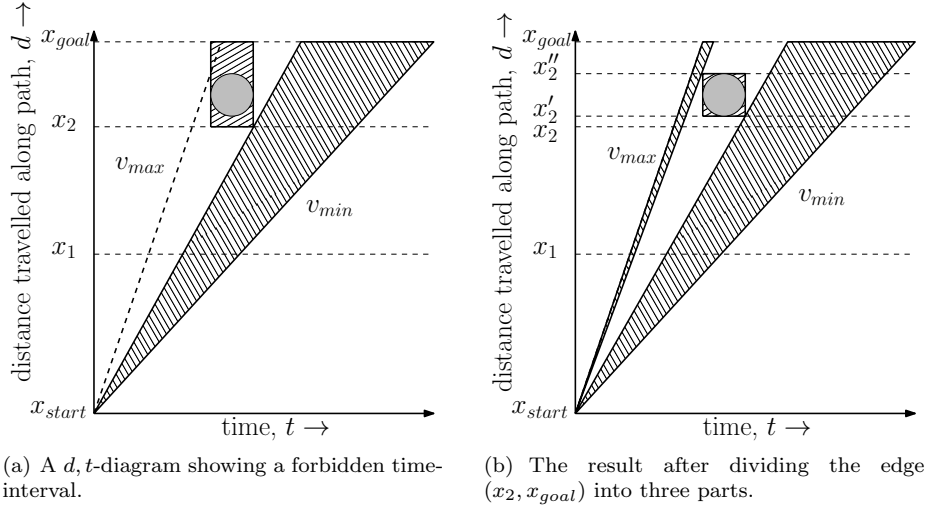 distance travelled along path, d →
x_goal
x_2
x_1
x_start
v_max
v_min
time, t →
(a) A d, t-diagram showing a forbidden time-
interval.
distance travelled along path, d →
x_goal
x''_2
x'_2
x_2
x_1
x_start
v_max
v_min
time, t →
(b) The result after dividing the edge
(x_2, x_goal) into three parts.